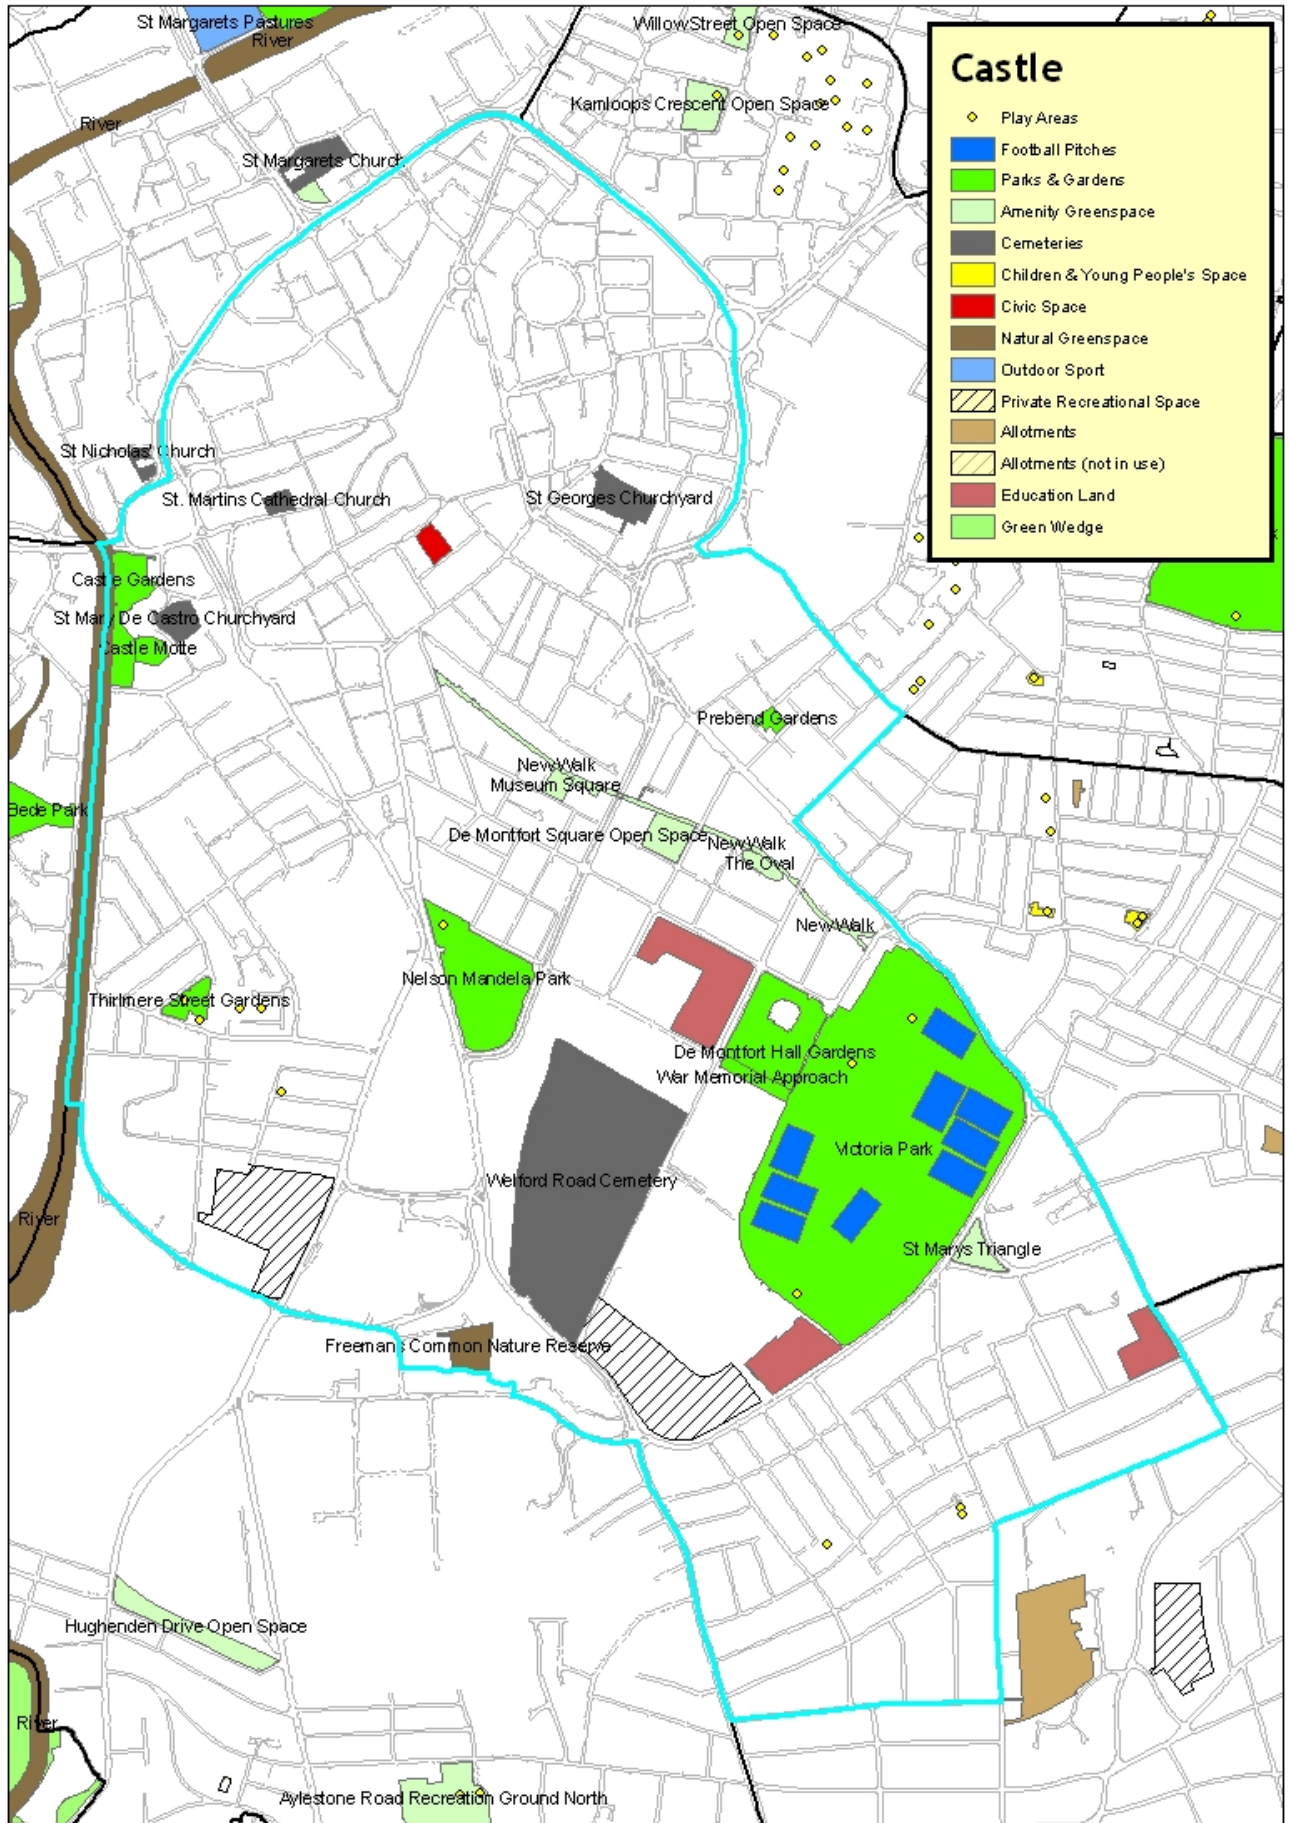 St Margarets Pastures
River
Willow Street Open Space
Kamloops Crescent Open Space
River
St Margarets Church
Castle
Play Areas
Football Pitches
Parks & Gardens
Amenity Greenspace
Cemeteries
Children & Young People's Space
Civic Space
Natural Greenspace
Outdoor Sport
Private Recreational Space
Allotments
Allotments (not in use)
Education Land
Green Wedge
St Nicholas' Church
St. Martins Cathedral Church
St Georges Churchyard
Castle Gardens
St Mary De Castro Churchyard
Castle Motte
Prebend Gardens
New Walk
Museum Square
Bede Park
De Montfort Square Open Space
New Walk
The Oval
New Walk
Nelson Mandela Park
Thirlmere Street Gardens
De Montfort Hall Gardens
War Memorial Approach
Victoria Park
Welford Road Cemetery
River
St Marys Triangle
Freemans Common Nature Reserve
Hughenden Drive Open Space
River
Aylestone Road Recreation Ground North